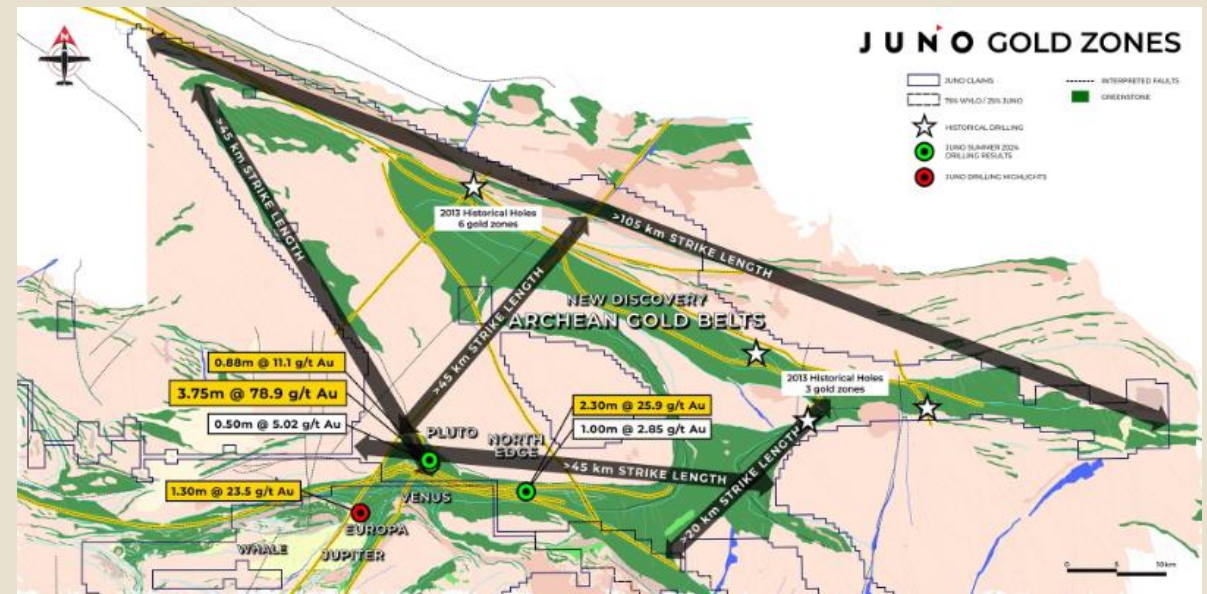 N
JUNO GOLD ZONES
JUNO CLAIMS
75% WYLO / 25% JUNO
HISTORICAL DRILLING
JUNO SUMMER 2024
DRILLING RESULTS
JUNO DRILLING HIGHLIGHTS
INTERPRETED FAULTS
GREENSTONE
>45 km STRIKE LENGTH
2013 Historical Holes
6 gold zones
>105 km STRIKE LENGTH
>45 km STRIKE LENGTH
NEW DISCOVERY
ARCHEAN GOLD BELTS
0.88m @ 11.1 g/t Au
3.75m @ 78.9 g/t Au
0.50m @ 5.02 g/t Au
2013 Historical Holes
3 gold zones
2.30m @ 25.9 g/t Au
1.00m @ 2.85 g/t Au
PLUTO
NORTH
EDGE
>45 km STRIKE LENGTH
>20 km STRIKE LENGTH
1.30m @ 23.5 g/t Au
VENUS
EUROPA
WHALE
JUPITER
0 5 10km